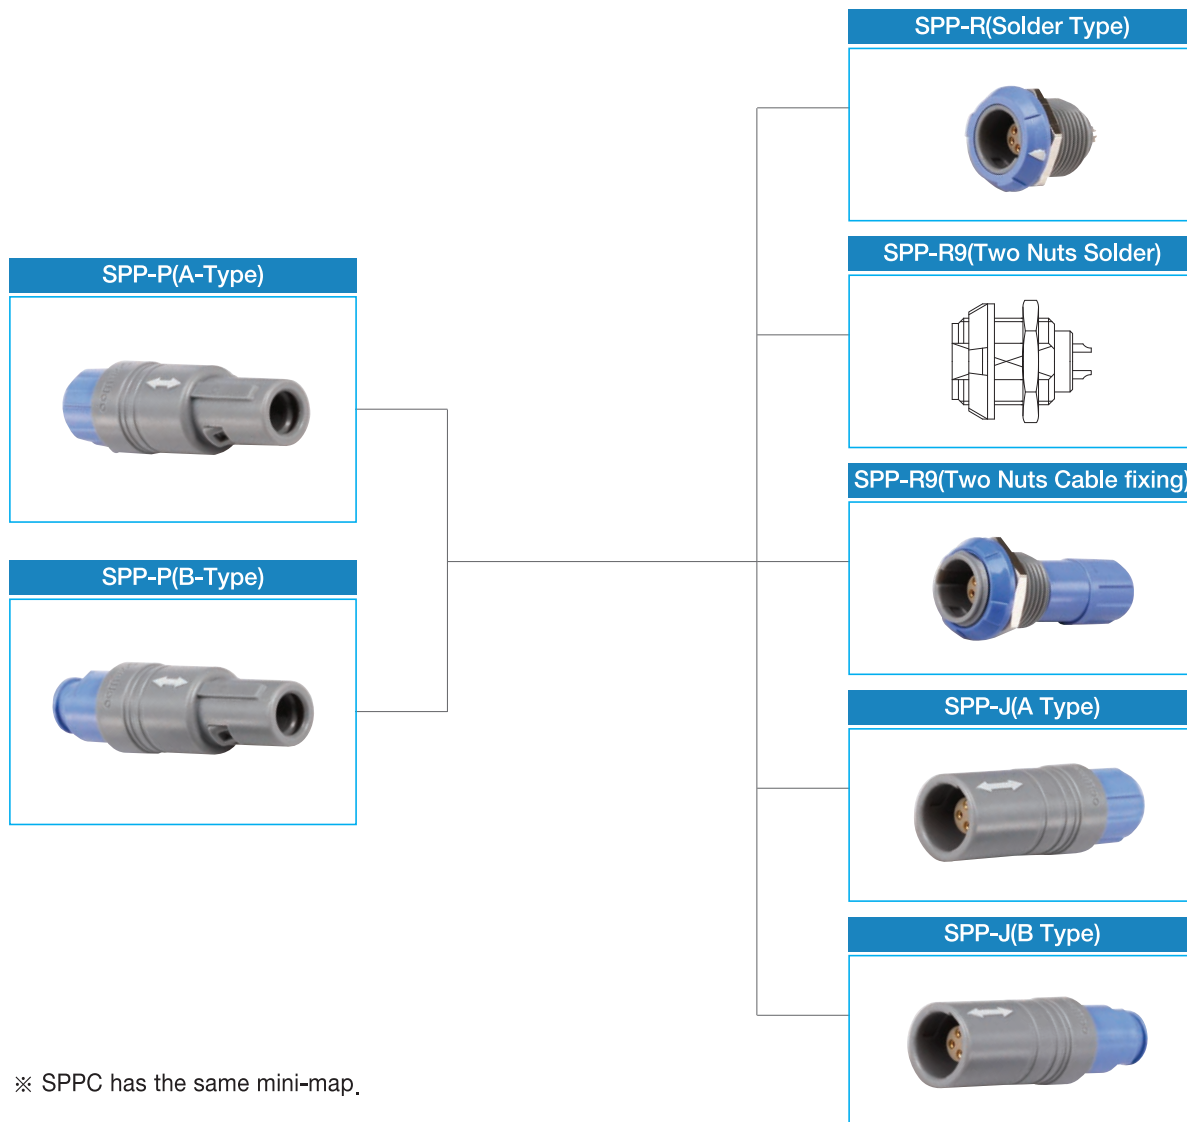 SPP-R(Solder Type)
SPP-R9(Two Nuts Solder)
SPP-P(A-Type)
SPP-R9(Two Nuts Cable fixing)
SPP-P(B-Type)
SPP-J(A Type)
SPP-J(B Type)
※ SPPC has the same mini-map.